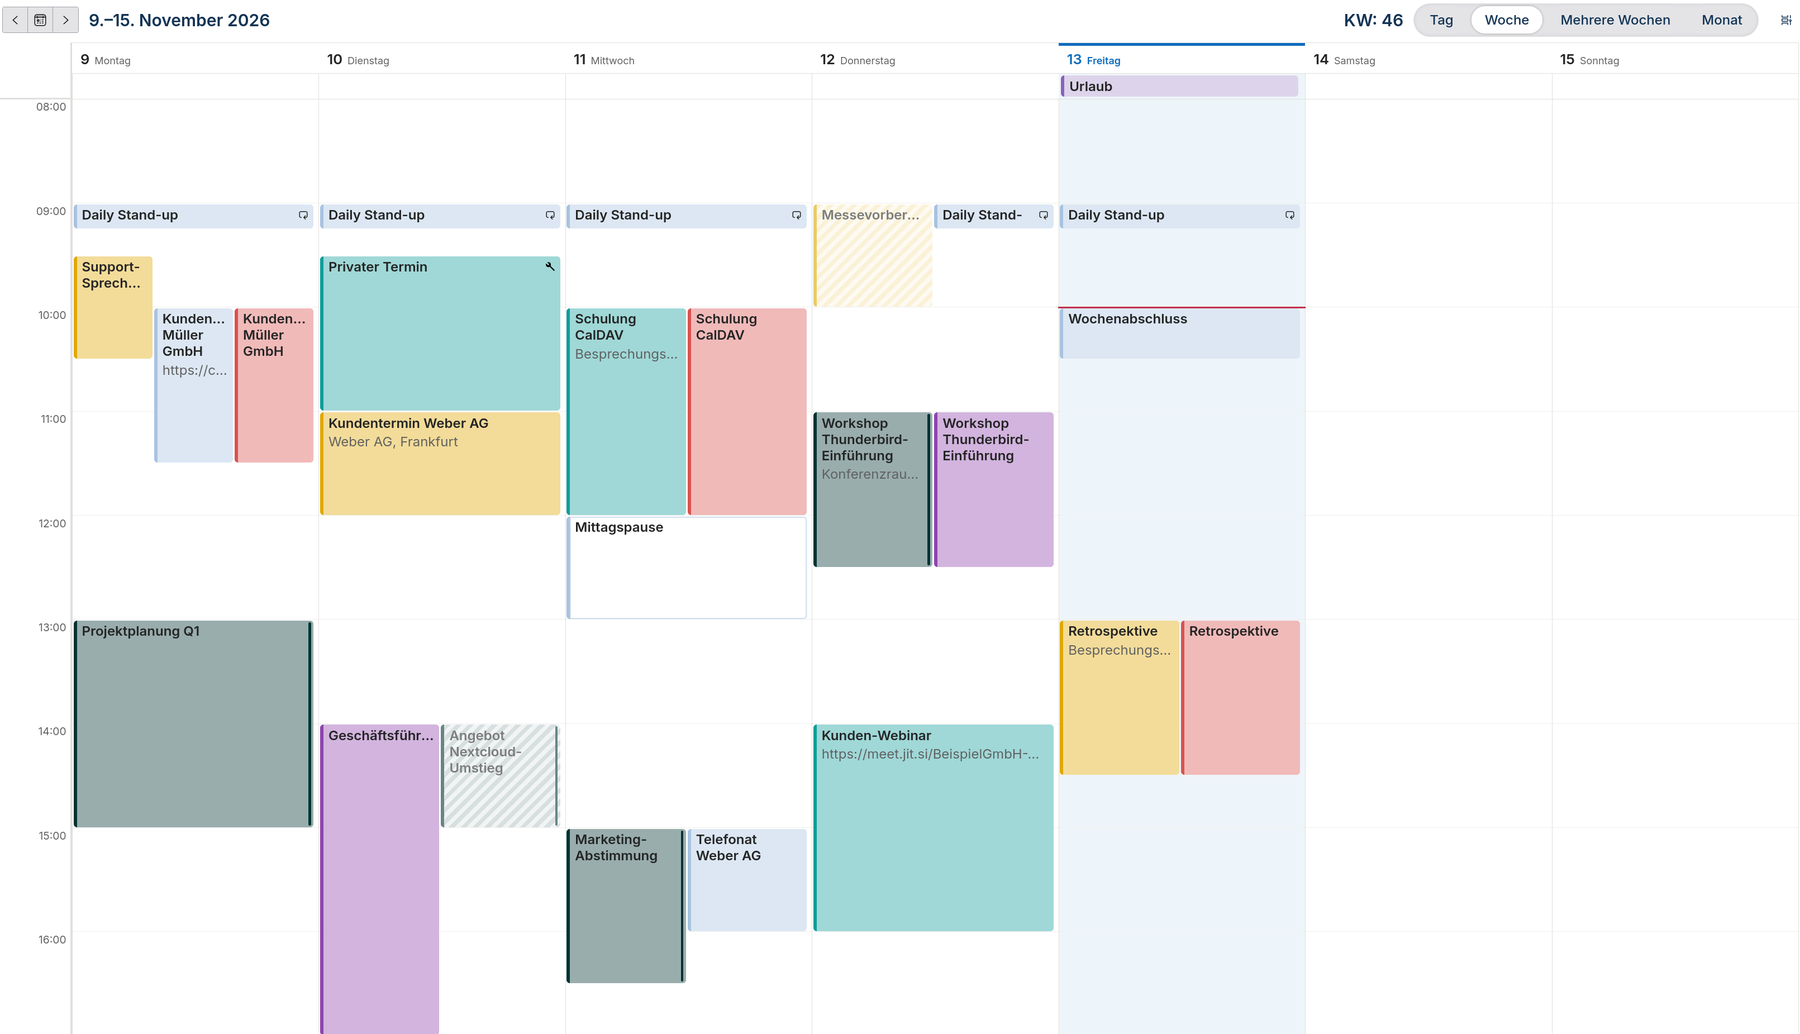 9.–15. November 2026
KW: 46
Tag
Woche
Mehrere Wochen
Monat
9 Montag
10 Dienstag
11 Mittwoch
12 Donnerstag
13 Freitag
14 Samstag
15 Sonntag
Urlaub
08:00
09:00
10:00
11:00
12:00
13:00
14:00
15:00
16:00
Daily Stand-up
Support-
Sprech...
Kunden...
Müller
GmbH
https://c...
Kunden...
Müller
GmbH
Projektplanung Q1
Daily Stand-up
Privater Termin
Kundentermin Weber AG
Weber AG, Frankfurt
Geschäftsführ...
Angebot
Nextcloud-
Umstieg
Daily Stand-up
Schulung
CalDAV
Besprechungs...
Schulung
CalDAV
Mittagspause
Marketing-
Abstimmung
Telefonat
Weber AG
Messevorber...
Daily Stand-
Workshop
Thunderbird-
Einführung
Konferenzrau...
Workshop
Thunderbird-
Einführung
Kunden-Webinar
https://meet.jit.si/BeispielGmbH-...
Daily Stand-up
Wochenabschluss
Retrospektive
Besprechungs...
Retrospektive